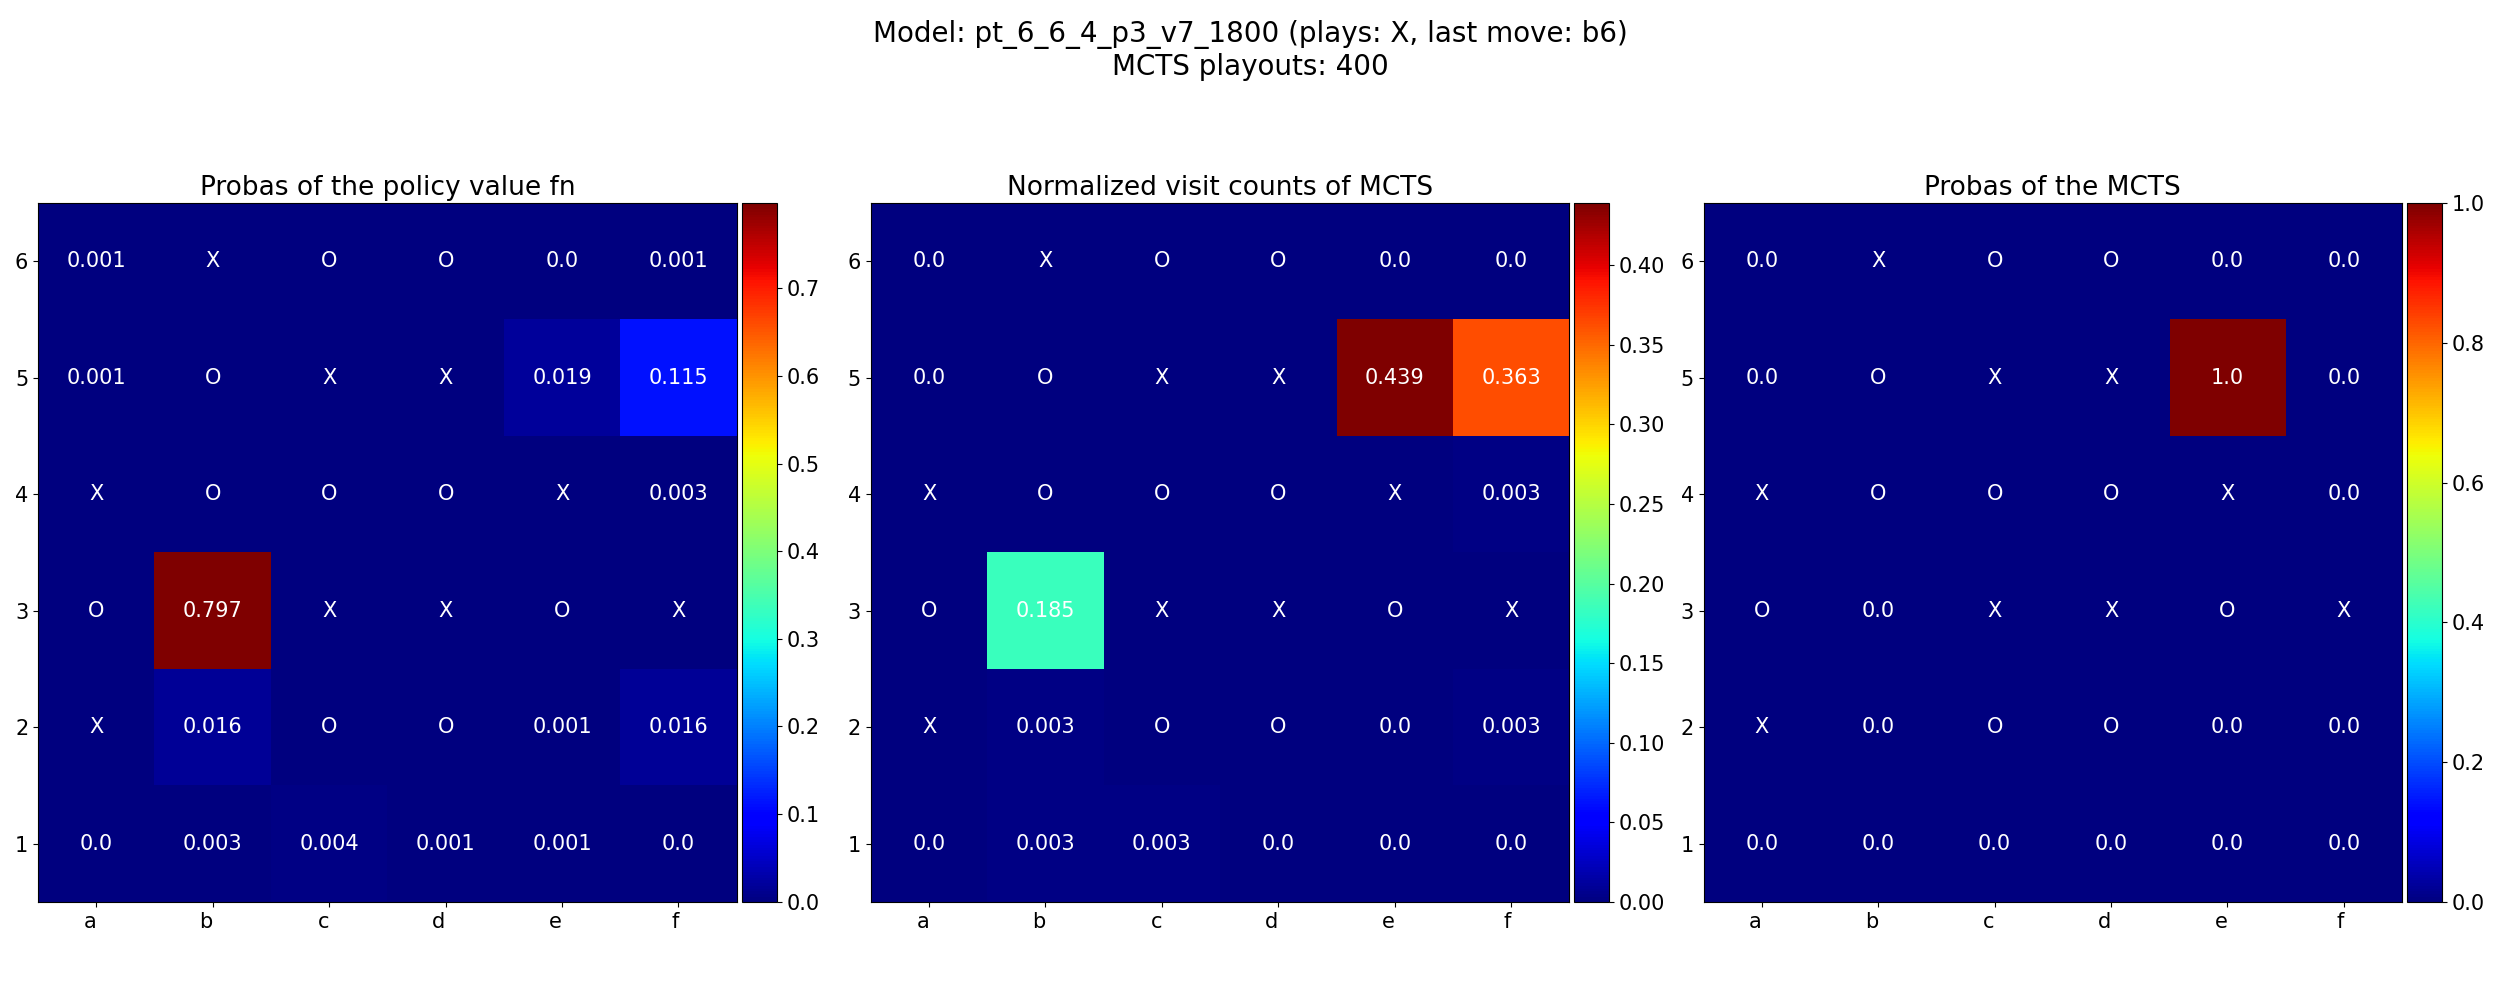 Model: pt_6_6_4_p3_v7_1800 (plays: X, last move: b6)
MCTS playouts: 400
Probas of the policy value fn
6 0.001 X O O 0.0 0.001
5 0.001 O X X 0.019 0.115
4 X O O O X 0.003
3 O 0.797 X X O X
2 X 0.016 O O 0.001 0.016
1 0.0 0.003 0.004 0.001 0.001 0.0
a b c d e f
0.7
0.6
0.5
0.4
0.3
0.2
0.1
0.0
Normalized visit counts of MCTS
6 0.0 X O O 0.0 0.0
5 0.0 O X X 0.439 0.363
4 X O O O X 0.003
3 O 0.185 X X O X
2 X 0.003 O O 0.0 0.003
1 0.0 0.003 0.003 0.0 0.0 0.0
a b c d e f
0.40
0.35
0.30
0.25
0.20
0.15
0.10
0.05
0.00
Probas of the MCTS
6 0.0 X O O 0.0 0.0
5 0.0 O X X 1.0 0.0
4 X O O O X 0.0
3 O 0.0 X X O X
2 X 0.0 O O 0.0 0.0
1 0.0 0.0 0.0 0.0 0.0 0.0
a b c d e f
1.0
0.8
0.6
0.4
0.2
0.0